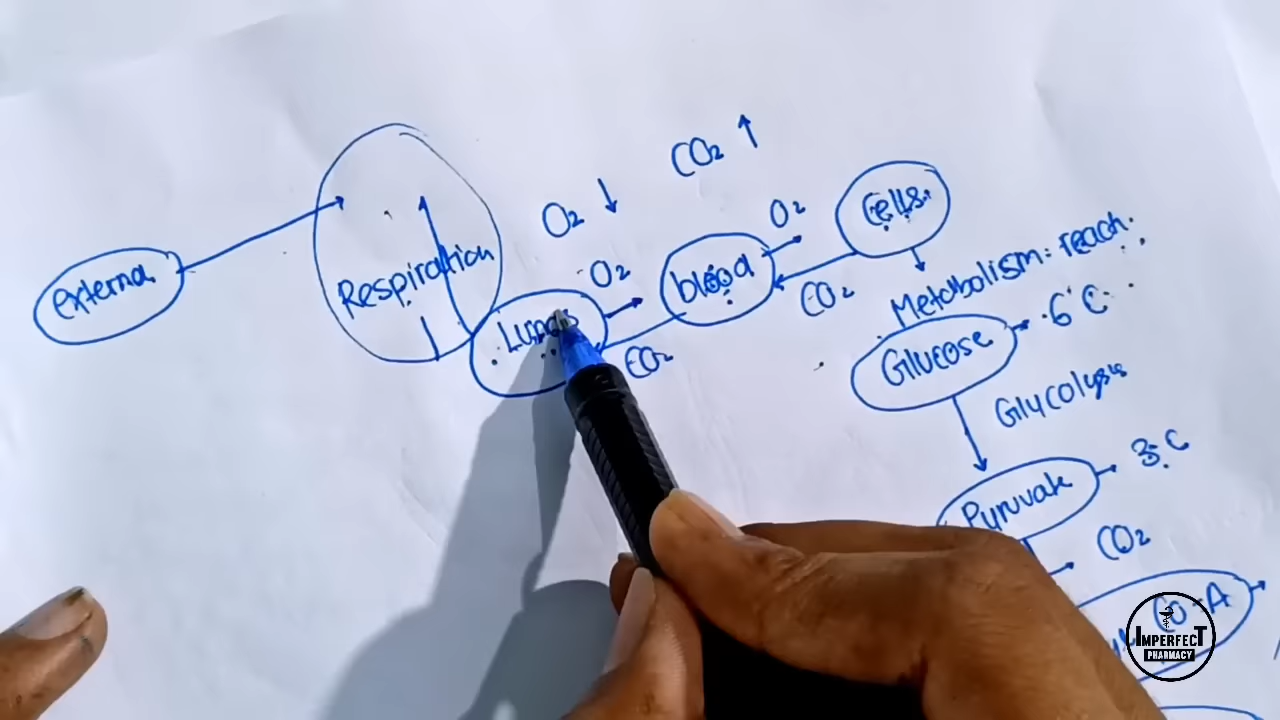 CO2 ↑
O2 ↓
O2
Cells
External
Respiration
O2
blood
CO2
Metabolism: reach.
Lungs
CO2
Glucose
6 C
Glycolysis
Pyruvate
3 C
CO2
Co-A
IMPERFECT
PHARMACY